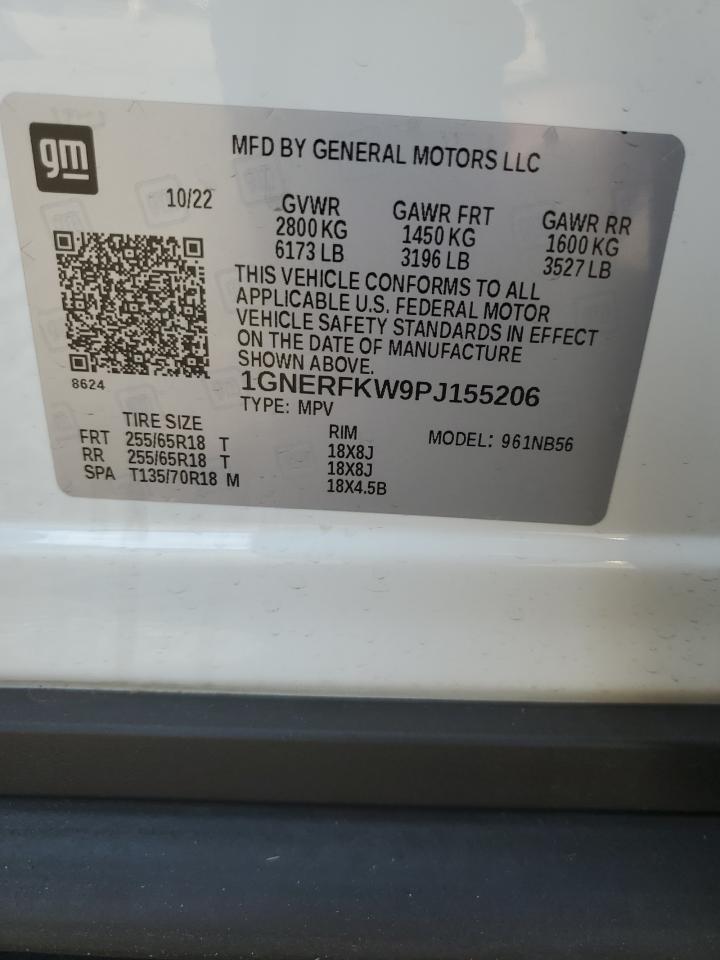 gm
MFD BY GENERAL MOTORS LLC
10/22
GVWR GAWR FRT GAWR RR
2800 KG 1450 KG 1600 KG
6173 LB 3196 LB 3527 LB
THIS VEHICLE CONFORMS TO ALL
APPLICABLE U.S. FEDERAL MOTOR
VEHICLE SAFETY STANDARDS IN EFFECT
ON THE DATE OF MANUFACTURE
SHOWN ABOVE.
8624
1GNERFKW9PJ155206
TYPE: MPV
MODEL: 961NB56
TIRE SIZE RIM
FRT 255/65R18 T 18X8J
RR 255/65R18 T 18X8J
SPA T135/70R18 M 18X4.5B